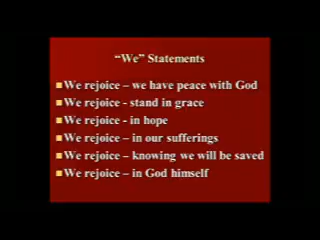 “We” Statements
We rejoice – we have peace with God
We rejoice - stand in grace
We rejoice - in hope
We rejoice – in our sufferings
We rejoice – knowing we will be saved
We rejoice – in God himself